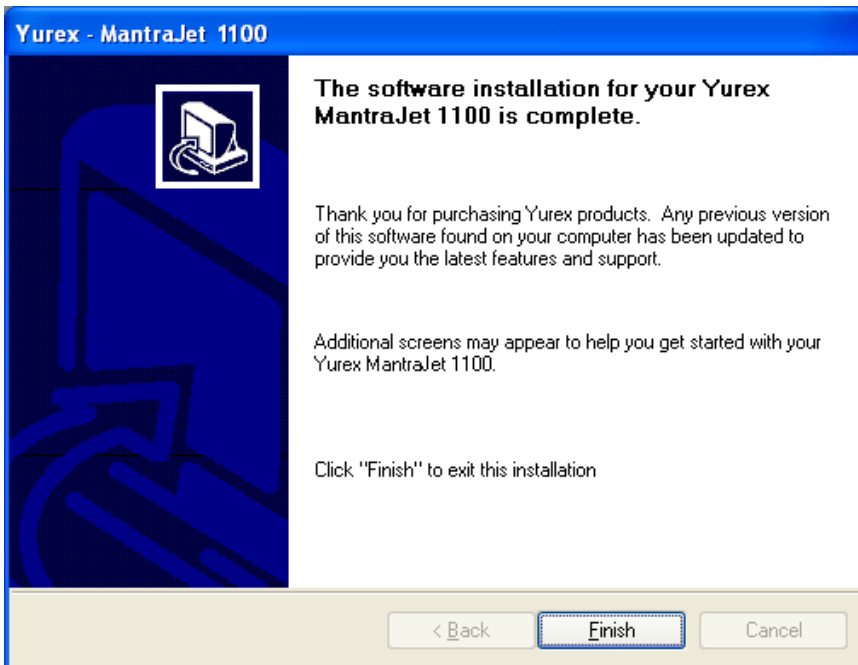 Yurex - MantraJet 1100
The software installation for your Yurex
MantraJet 1100 is complete.
Thank you for purchasing Yurex products. Any previous version
of this software found on your computer has been updated to
provide you the latest features and support.
Additional screens may appear to help you get started with your
Yurex MantraJet 1100.
Click "Finish" to exit this installation
< Back
Finish
Cancel